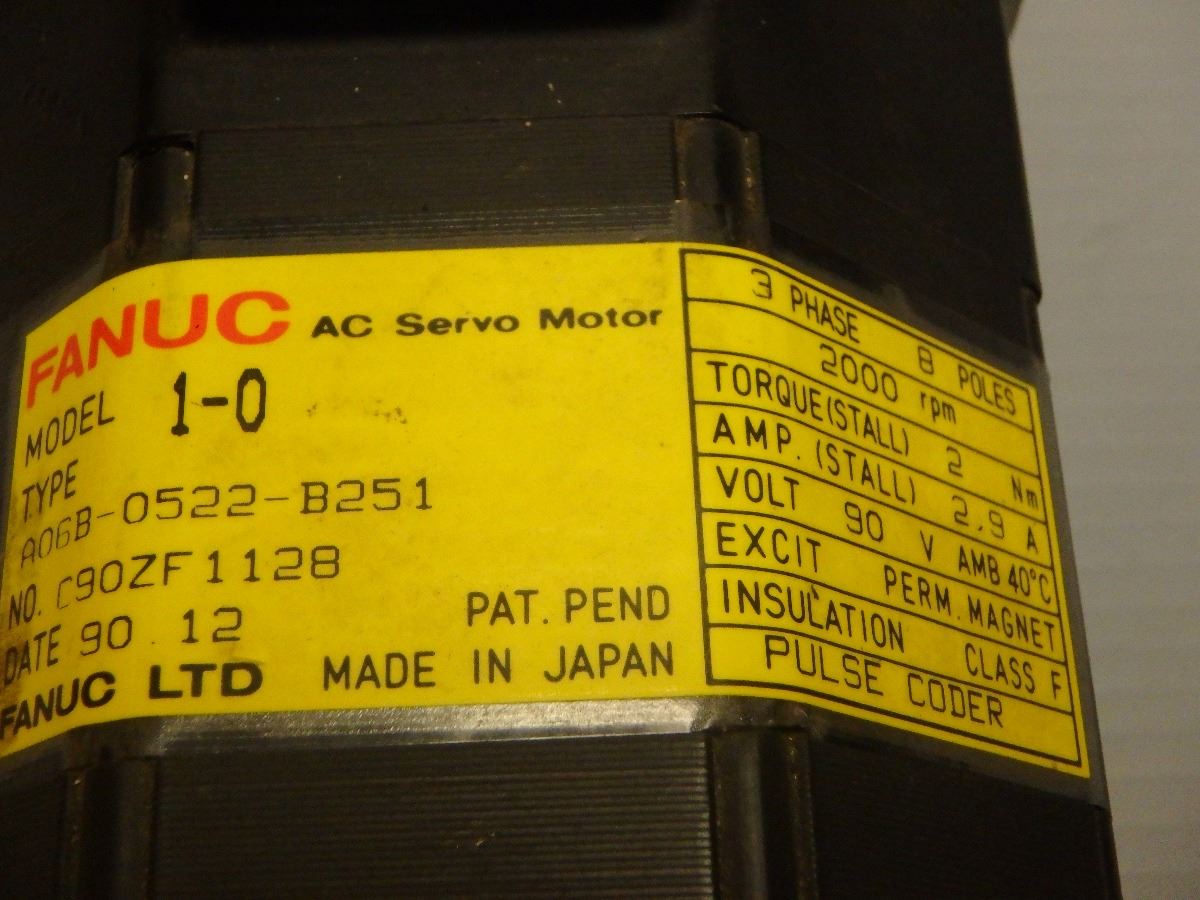 FANUC AC Servo Motor
MODEL 1-0
TYPE
A06B-0522-B251
NO. C90ZF1128
DATE 90.12
PAT. PEND
FANUC LTD MADE IN JAPAN
3 PHASE 8 POLES
2000 rpm
TORQUE(STALL) 2 Nm
AMP. (STALL) 2.9 A
VOLT 90 V AMB 40°C
EXCIT PERM. MAGNET
INSULATION CLASS F
PULSE CODER